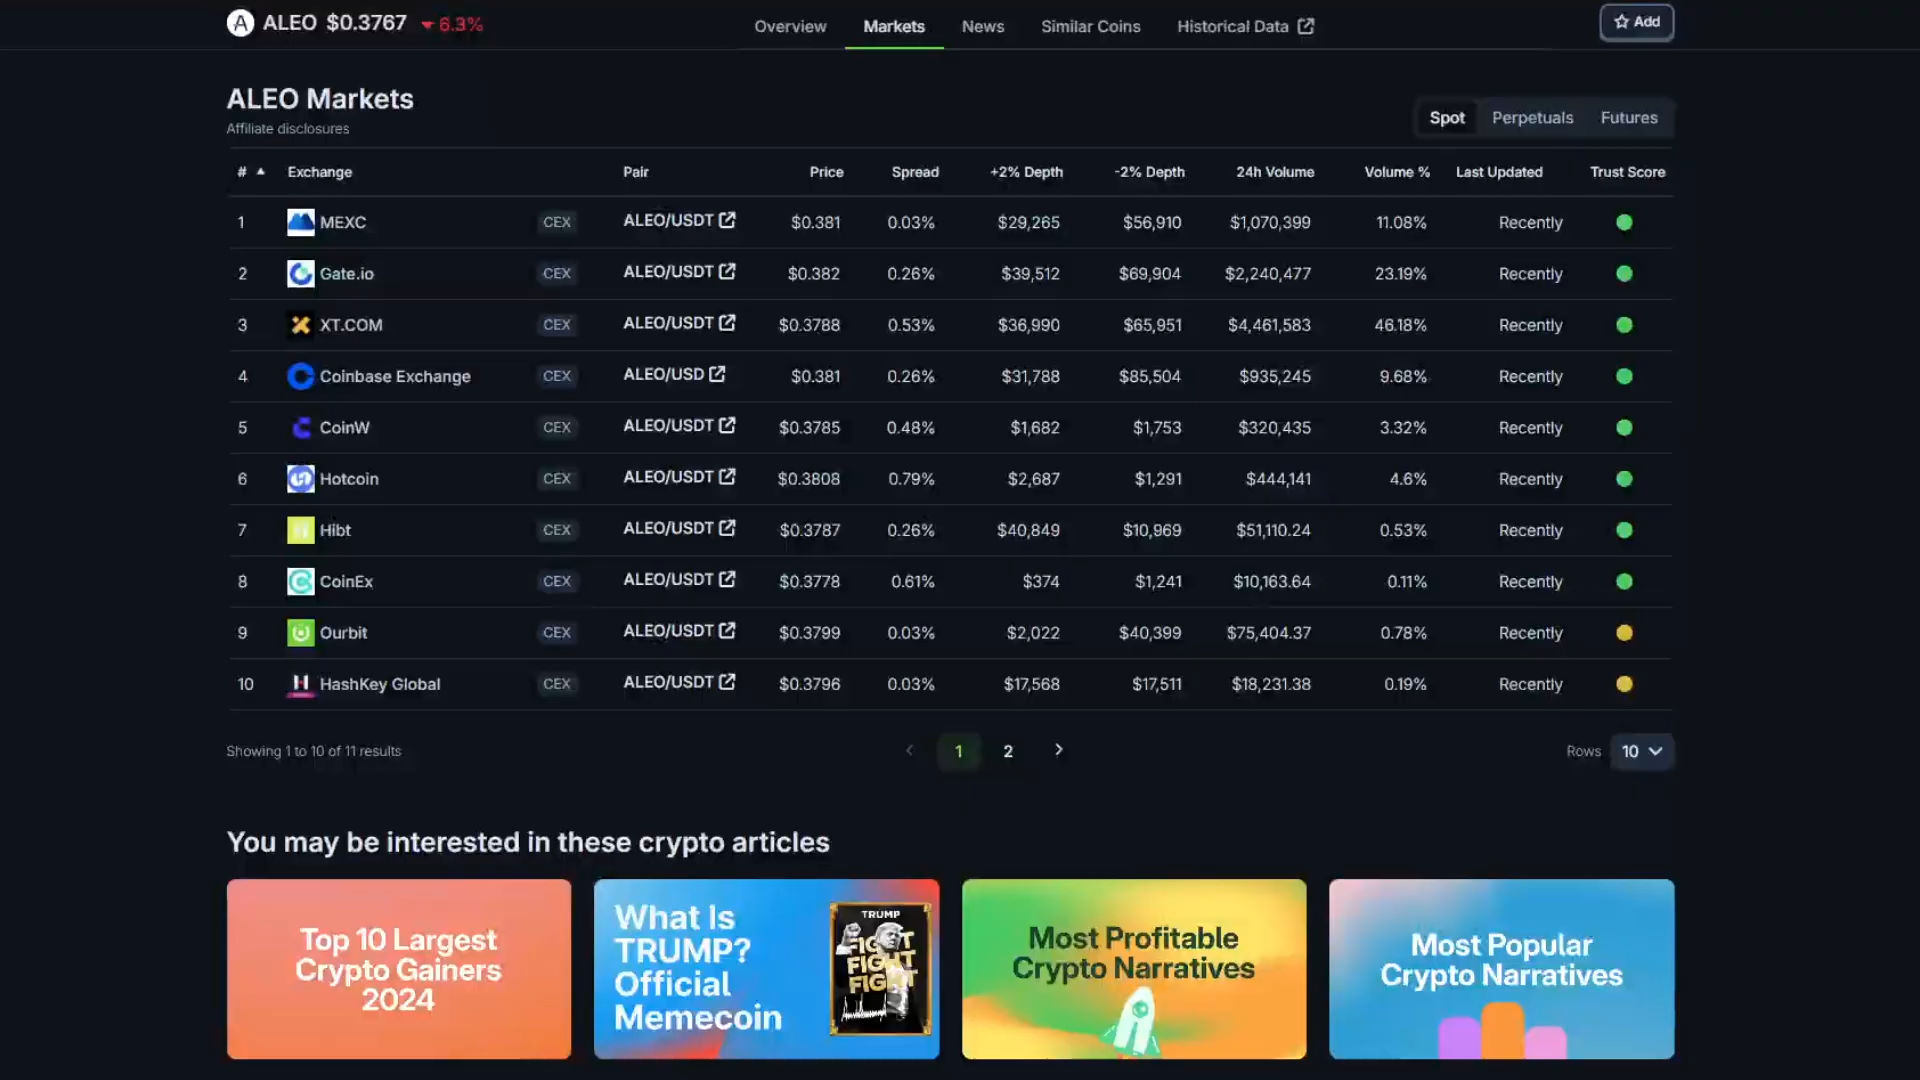 ALEO $0.3767 6.3%
Overview Markets News Similar Coins Historical Data
Add
ALEO Markets
Affiliate disclosures
Spot Perpetuals Futures
# Exchange Pair Price Spread +2% Depth -2% Depth 24h Volume Volume % Last Updated Trust Score
1 MEXC CEX ALEO/USDT $0.381 0.03% $29,265 $56,910 $1,070,399 11.08% Recently
2 Gate.io CEX ALEO/USDT $0.382 0.26% $39,512 $69,904 $2,240,477 23.19% Recently
3 XT.COM CEX ALEO/USDT $0.3788 0.53% $36,990 $65,951 $4,461,583 46.18% Recently
4 Coinbase Exchange CEX ALEO/USD $0.381 0.26% $31,788 $85,504 $935,245 9.68% Recently
5 CoinW CEX ALEO/USDT $0.3785 0.48% $1,682 $1,753 $320,435 3.32% Recently
6 Hotcoin CEX ALEO/USDT $0.3808 0.79% $2,687 $1,291 $444,141 4.6% Recently
7 Hibt CEX ALEO/USDT $0.3787 0.26% $40,849 $10,969 $51,110.24 0.53% Recently
8 CoinEx CEX ALEO/USDT $0.3778 0.61% $374 $1,241 $10,163.64 0.11% Recently
9 Ourbit CEX ALEO/USDT $0.3799 0.03% $2,022 $40,399 $75,404.37 0.78% Recently
10 HashKey Global CEX ALEO/USDT $0.3796 0.03% $17,568 $17,511 $18,231.38 0.19% Recently
Showing 1 to 10 of 11 results
1 2
Rows 10
You may be interested in these crypto articles
Top 10 Largest
Crypto Gainers
2024
What Is
TRUMP?
Official
Memecoin
TRUMP
FIGHT
FIGHT
FIGHT
Most Profitable
Crypto Narratives
Most Popular
Crypto Narratives